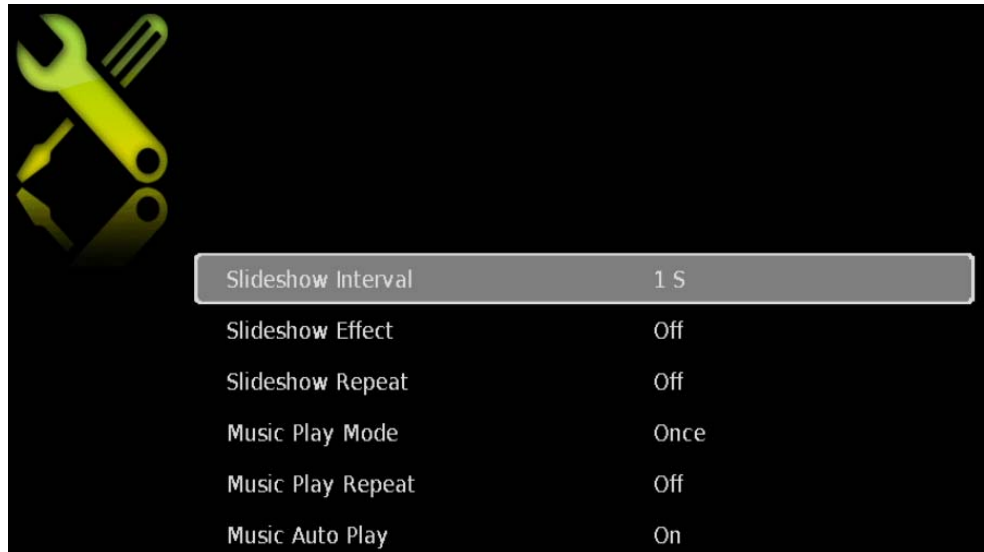 Slideshow Interval 1 S
Slideshow Effect Off
Slideshow Repeat Off
Music Play Mode Once
Music Play Repeat Off
Music Auto Play On